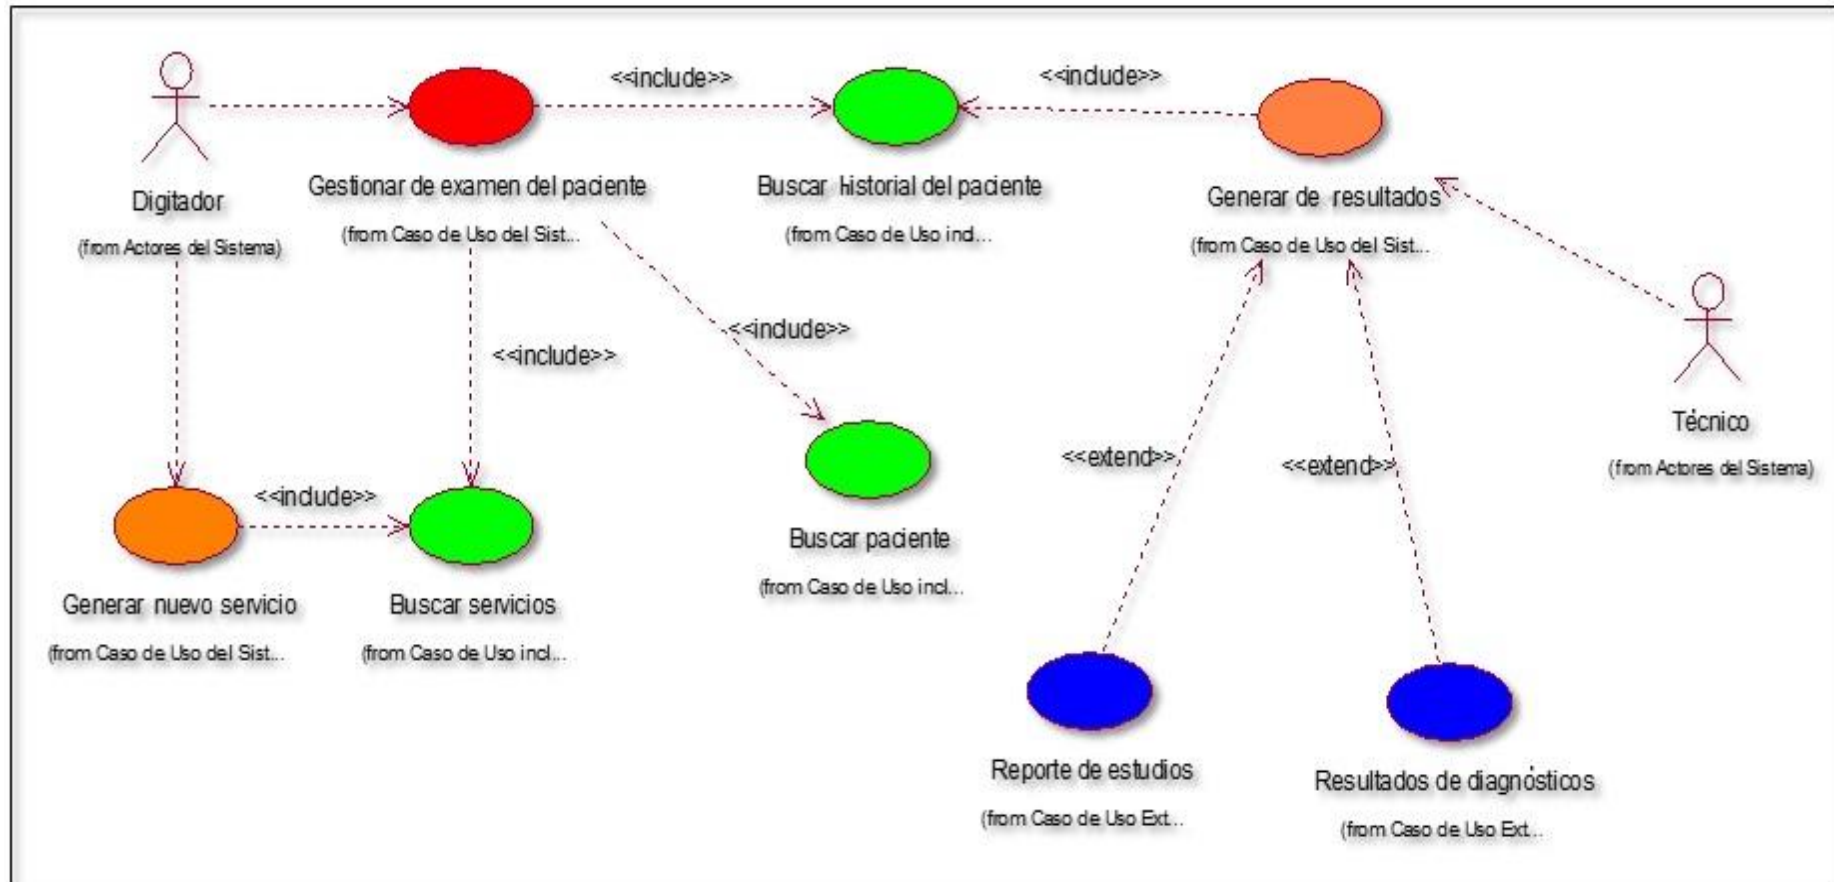 <<include>>
<<include>>
Digitador
(from Actores del Sistema)
Gestionar de examen del paciente
(from Caso de Uso del Sist...
Buscar historial del paciente
(from Caso de Uso incl...
Generar de resultados
(from Caso de Uso del Sist...
<<include>>
<<include>>
Técnico
(from Actores del Sistema)
<<extend>>
<<extend>>
<<include>>
Buscar paciente
(from Caso de Uso incl...
Generar nuevo servicio
(from Caso de Uso del Sist...
Buscar servicios
(from Caso de Uso incl...
Reporte de estudios
(from Caso de Uso Ext...
Resultados de diagnósticos
(from Caso de Uso Ext...